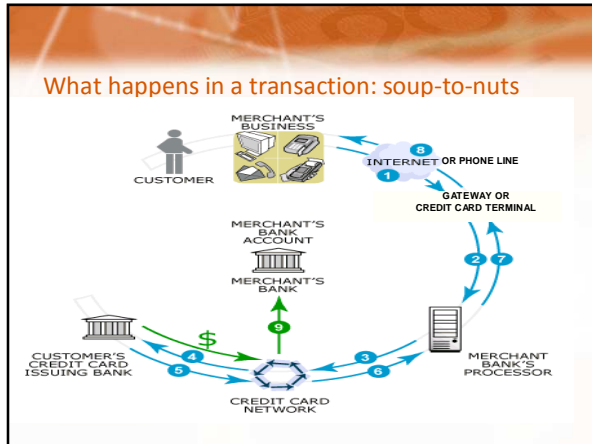 What happens in a transaction: soup-to-nuts
MERCHANT'S
BUSINESS
CUSTOMER
8
INTERNET OR PHONE LINE
1
GATEWAY OR
CREDIT CARD TERMINAL
MERCHANT'S
BANK
ACCOUNT
MERCHANT'S
BANK
2
7
9
$
CUSTOMER'S
CREDIT CARD
ISSUING BANK
4
5
3
6
CREDIT CARD
NETWORK
MERCHANT
BANK'S
PROCESSOR